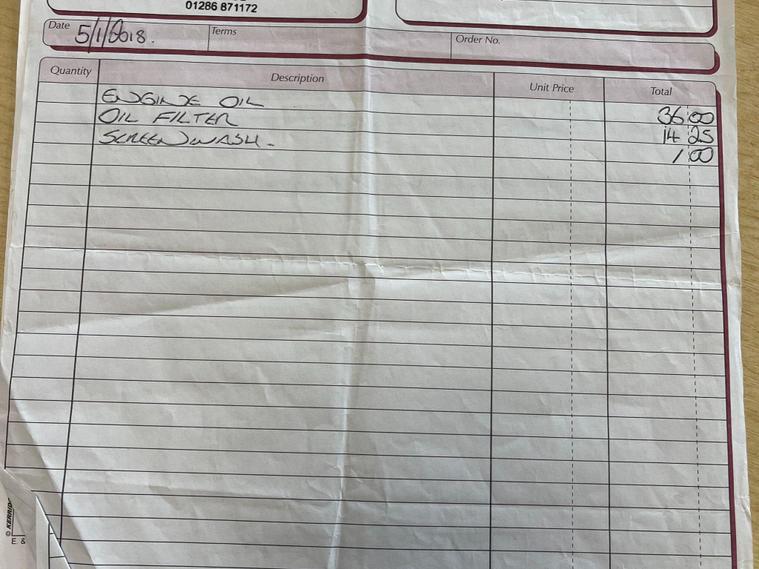 01286 871172
Date 5/1/2018. Terms Order No.
Quantity Description Unit Price Total
ENGINE OIL 36 00
OIL FILTER 14 25
SCREENWASH - 1 00
© KERRIDGE
E. &